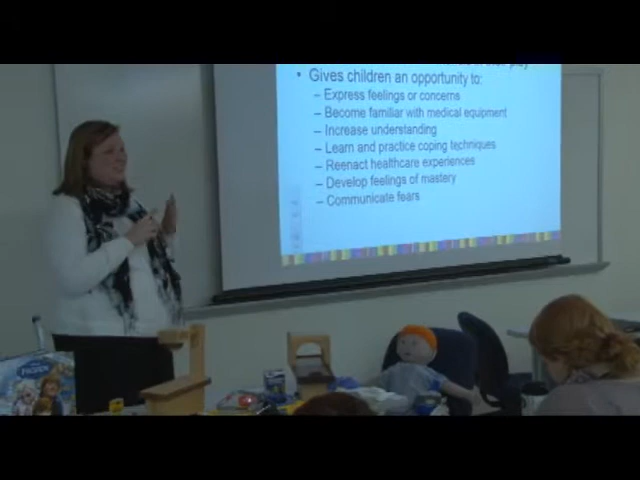 • Gives children an opportunity to:
– Express feelings or concerns
– Become familiar with medical equipment
– Increase understanding
– Learn and practice coping techniques
– Reenact healthcare experiences
– Develop feelings of mastery
– Communicate fears
FROZEN